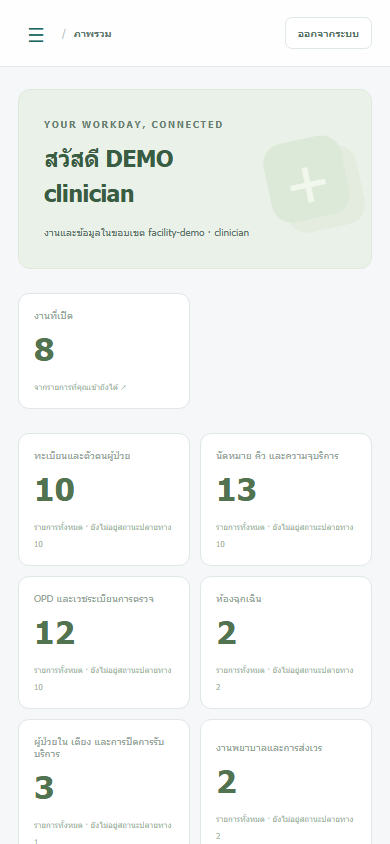 ☰ / ภาพรวม ออกจากระบบ
YOUR WORKDAY, CONNECTED
สวัสดี DEMO
clinician
งานและข้อมูลในขอบเขต facility-demo · clinician
งานที่เปิด
8
จากรายการที่คุณเข้าถึงได้ ↗
ทะเบียนและตัวตนผู้ป่วย
10
รายการทั้งหมด · ยังไม่อยู่สถานะปลายทาง
10
นัดหมาย คิว และความจุบริการ
13
รายการทั้งหมด · ยังไม่อยู่สถานะปลายทาง
10
OPD และเวชระเบียนการตรวจ
12
รายการทั้งหมด · ยังไม่อยู่สถานะปลายทาง
10
ห้องฉุกเฉิน
2
รายการทั้งหมด · ยังไม่อยู่สถานะปลายทาง
2
ผู้ป่วยใน เตียง และการปิดการรับ
บริการ
3
รายการทั้งหมด · ยังไม่อยู่สถานะปลายทาง
1
งานพยาบาลและการส่งเวร
2
รายการทั้งหมด · ยังไม่อยู่สถานะปลายทาง
2